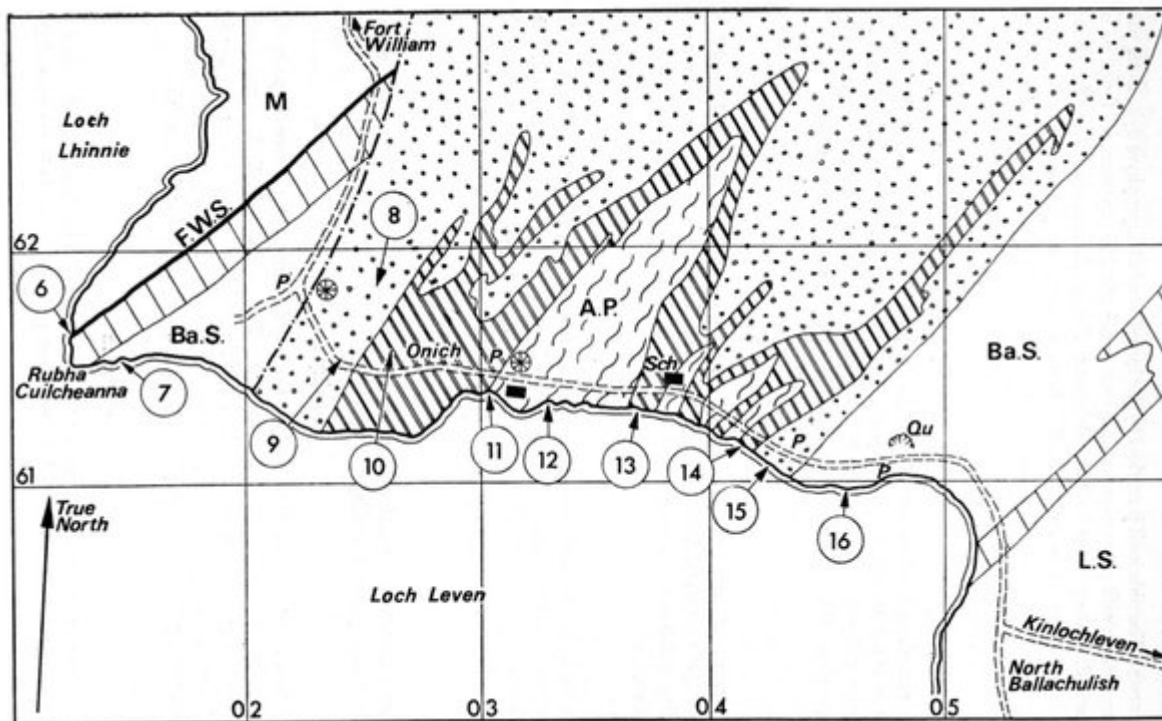 Fort
William
M
Loch
Lhinnie
F.W.S.
8
62
6
P
A.P.
Ba.S.
Onich
P
Sch
Ba.S.
Rubha
Cuilcheanna
7
9
10
11
12
13
14
15
16
P
Qu
P
61
True
North
L.S.
Loch Leven
Kinlochleven
North
Ballachulish
02
03
04
05